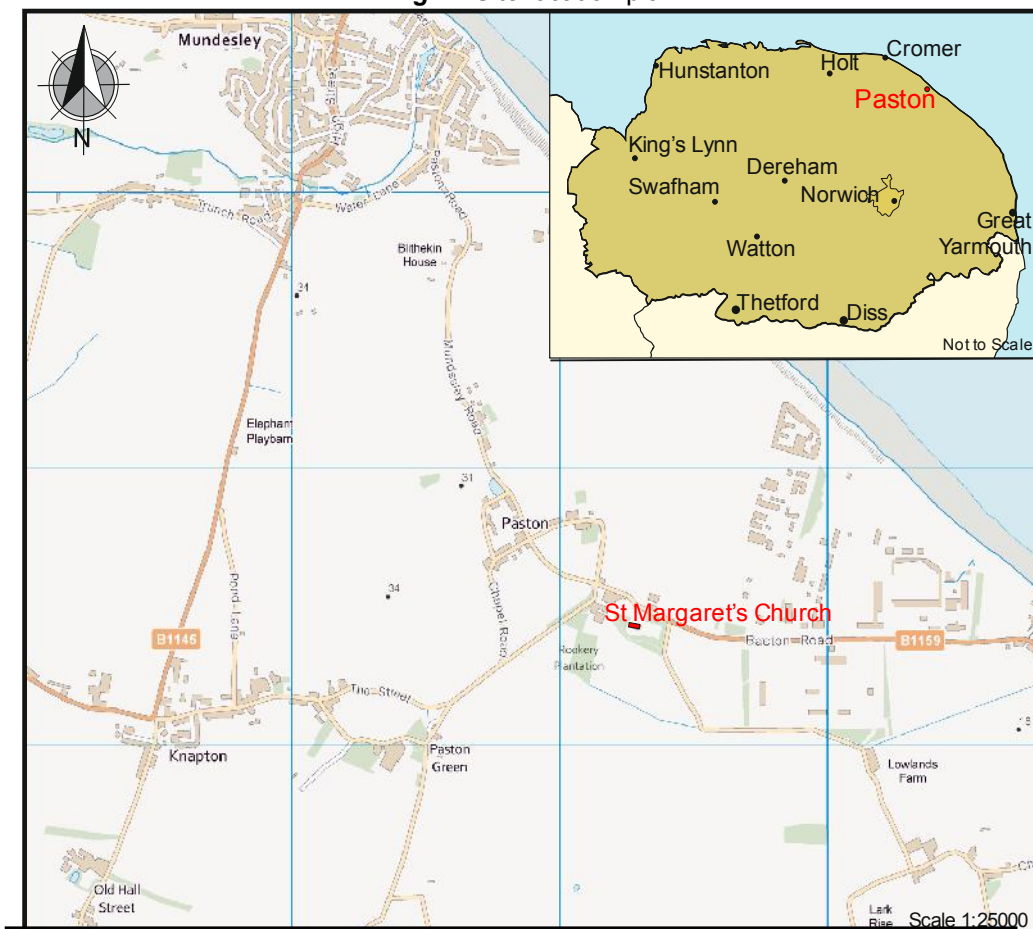 Mundesley
High Street
N
Trunch Road
Water Lane
Paston Road
Blithekin
House
31
Mundesley Road
Elephant
Playbarn
31
Paston
34
Pond Lane
Chapel Road
B1145
St Margaret's Church
Bacton Road
B1159
Rookery
Plantation
The Street
Knapton
Paston
Green
Lowlands
Farm
Old Hall
Street
Lark
Rise
Scale 1:25000
Cromer
Hunstanton
Holt
Paston
King's Lynn
Dereham
Swafham
Norwich
Great
Yarmouth
Watton
Thetford
Diss
Not to Scale